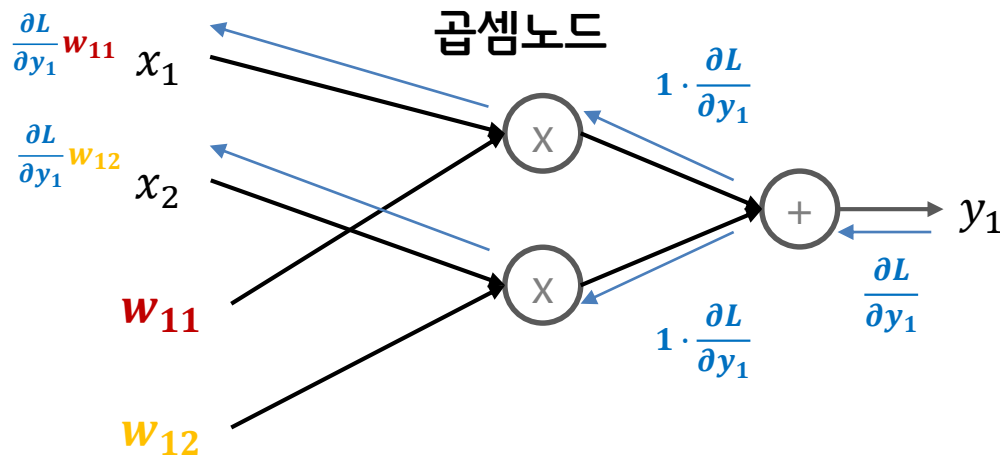 곱셈노드
∂L/∂y₁ w₁₁
x₁
1 · ∂L/∂y₁
x
∂L/∂y₁ w₁₂
x₂
+
y₁
x
w₁₁
1 · ∂L/∂y₁
∂L/∂y₁
w₁₂